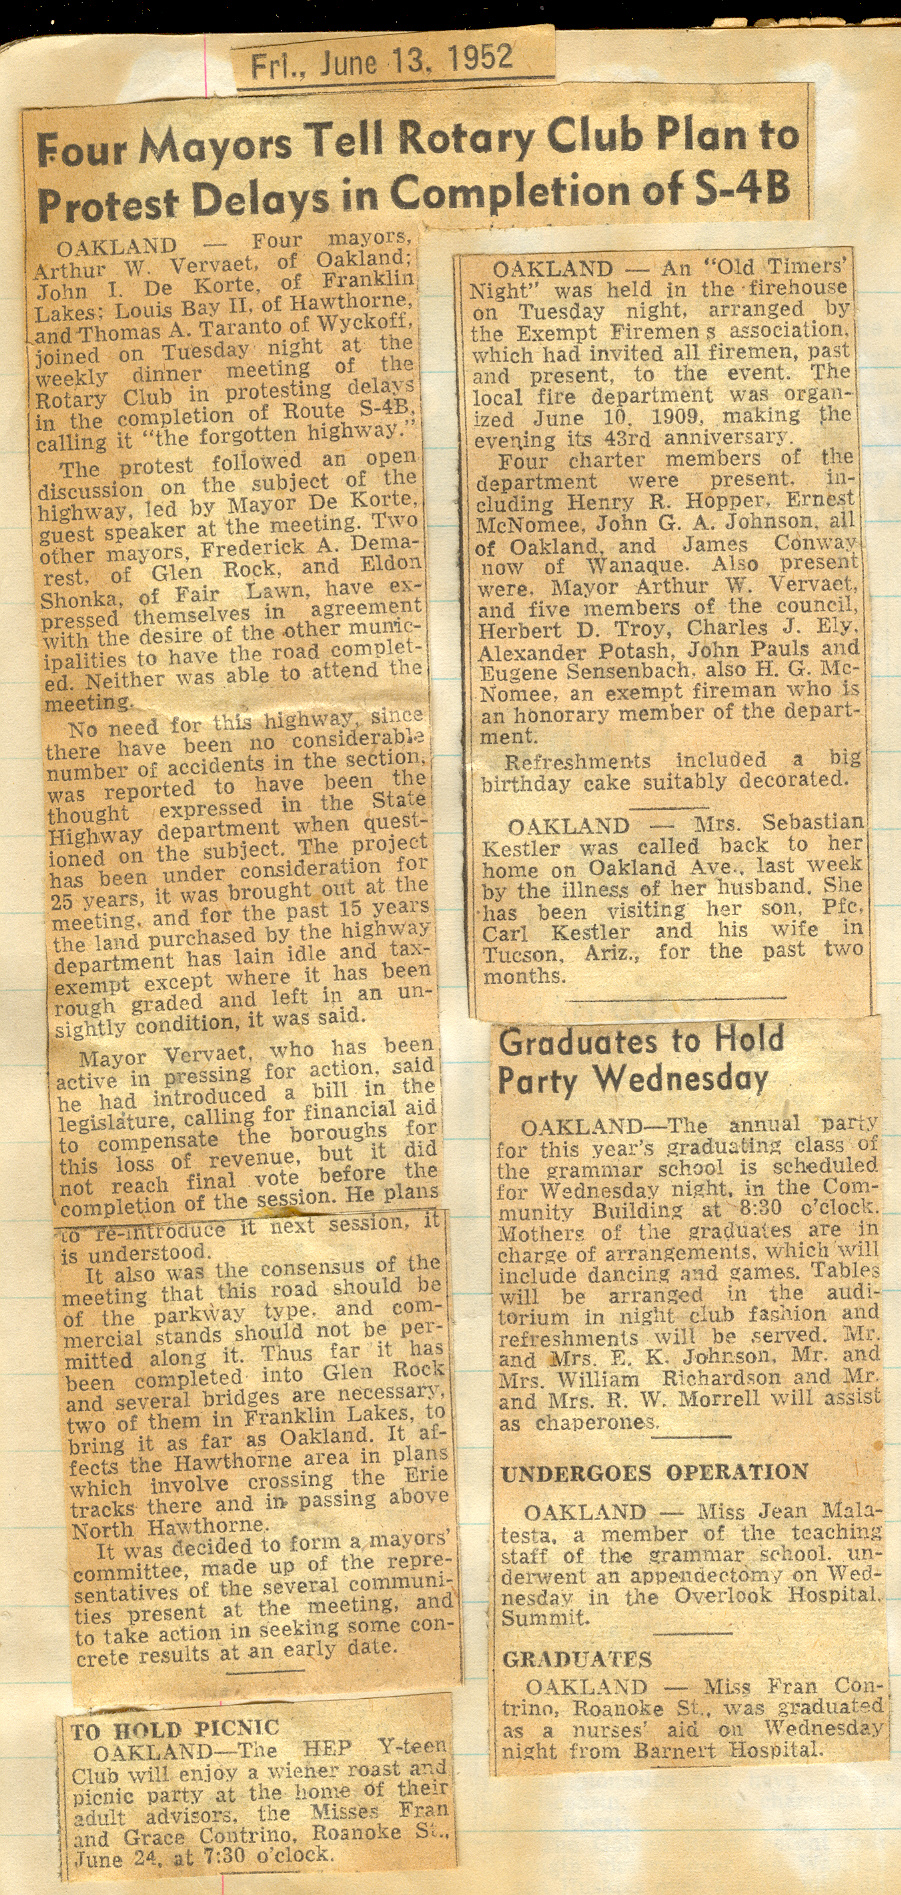 Fri., June 13, 1952
Four Mayors Tell Rotary Club Plan to
Protest Delays in Completion of S-4B
OAKLAND — Four mayors,
Arthur W. Vervaet, of Oakland;
John I. De Korte, of Franklin
Lakes; Louis Bay II, of Hawthorne,
and Thomas A. Taranto of Wyckoff,
joined on Tuesday night at the
weekly dinner meeting of the
Rotary Club in protesting delays
in the completion of Route S-4B,
calling it "the forgotten highway."
The protest followed an open
discussion on the subject of the
highway, led by Mayor De Korte,
guest speaker at the meeting. Two
other mayors, Frederick A. Dema-
rest, of Glen Rock, and Eldon
Shonka, of Fair Lawn, have ex-
pressed themselves in agreement
with the desire of the other munic-
ipalities to have the road complet-
ed. Neither was able to attend the
meeting.
No need for this highway, since
there have been no considerable
number of accidents in the section,
was reported to have been the
thought expressed in the State
Highway department when quest-
ioned on the subject. The project
has been under consideration for
25 years, it was brought out at the
meeting, and for the past 15 years
the land purchased by the highway
department has lain idle and tax-
exempt except where it has been
rough graded and left in an un-
sightly condition, it was said.
Mayor Vervaet, who has been
active in pressing for action, said
he had introduced a bill in the
legislature, calling for financial aid
to compensate the boroughs for
this loss of revenue, but it did
not reach final vote before the
completion of the session. He plans
to re-introduce it next session, it
is understood.
It also was the consensus of the
meeting that this road should be
of the parkway type, and com-
mercial stands should not be per-
mitted along it. Thus far it has
been completed into Glen Rock
and several bridges are necessary,
two of them in Franklin Lakes, to
bring it as far as Oakland. It af-
fects the Hawthorne area in plans
which involve crossing the Erie
tracks there and in passing above
North Hawthorne.
It was decided to form a mayors'
committee, made up of the repre-
sentatives of the several communi-
ties present at the meeting, and
to take action in seeking some con-
crete results at an early date.
TO HOLD PICNIC
OAKLAND—The HEP Y-teen
Club will enjoy a wiener roast and
picnic party at the home of their
adult advisors, the Misses Fran
and Grace Contrino, Roanoke St.,
June 24, at 7:30 o'clock.
OAKLAND — An "Old Timers'
Night" was held in the firehouse
on Tuesday night, arranged by
the Exempt Firemen s association,
which had invited all firemen, past
and present, to the event. The
local fire department was organ-
ized June 10, 1909, making the
evening its 43rd anniversary.
Four charter members of the
department were present, in-
cluding Henry R. Hopper, Ernest
McNomee, John G. A. Johnson, all
of Oakland, and James Conway
now of Wanaque. Also present
were, Mayor Arthur W. Vervaet,
and five members of the council,
Herbert D. Troy, Charles J. Ely,
Alexander Potash, John Pauls and
Eugene Sensenbach, also H. G. Mc-
Nomee, an exempt fireman who is
an honorary member of the depart-
ment.
Refreshments included a big
birthday cake suitably decorated.
OAKLAND — Mrs. Sebastian
Kestler was called back to her
home on Oakland Ave., last week
by the illness of her husband. She
has been visiting her son, Pfc.
Carl Kestler and his wife in
Tucson, Ariz., for the past two
months.
Graduates to Hold
Party Wednesday
OAKLAND—The annual party
for this year's graduating class of
the grammar school is scheduled
for Wednesday night, in the Com-
munity Building at 8:30 o'clock.
Mothers of the graduates are in
charge of arrangements, which will
include dancing and games. Tables
will be arranged in the audi-
torium in night club fashion and
refreshments will be served. Mr.
and Mrs. E. K. Johnson, Mr. and
Mrs. William Richardson and Mr.
and Mrs. R. W. Morrell will assist
as chaperones.
UNDERGOES OPERATION
OAKLAND — Miss Jean Mala-
testa, a member of the teaching
staff of the grammar school, un-
derwent an appendectomy on Wed-
nesday in the Overlook Hospital,
Summit.
GRADUATES
OAKLAND — Miss Fran Con-
trino, Roanoke St., was graduated
as a nurses' aid on Wednesday
night from Barnert Hospital.